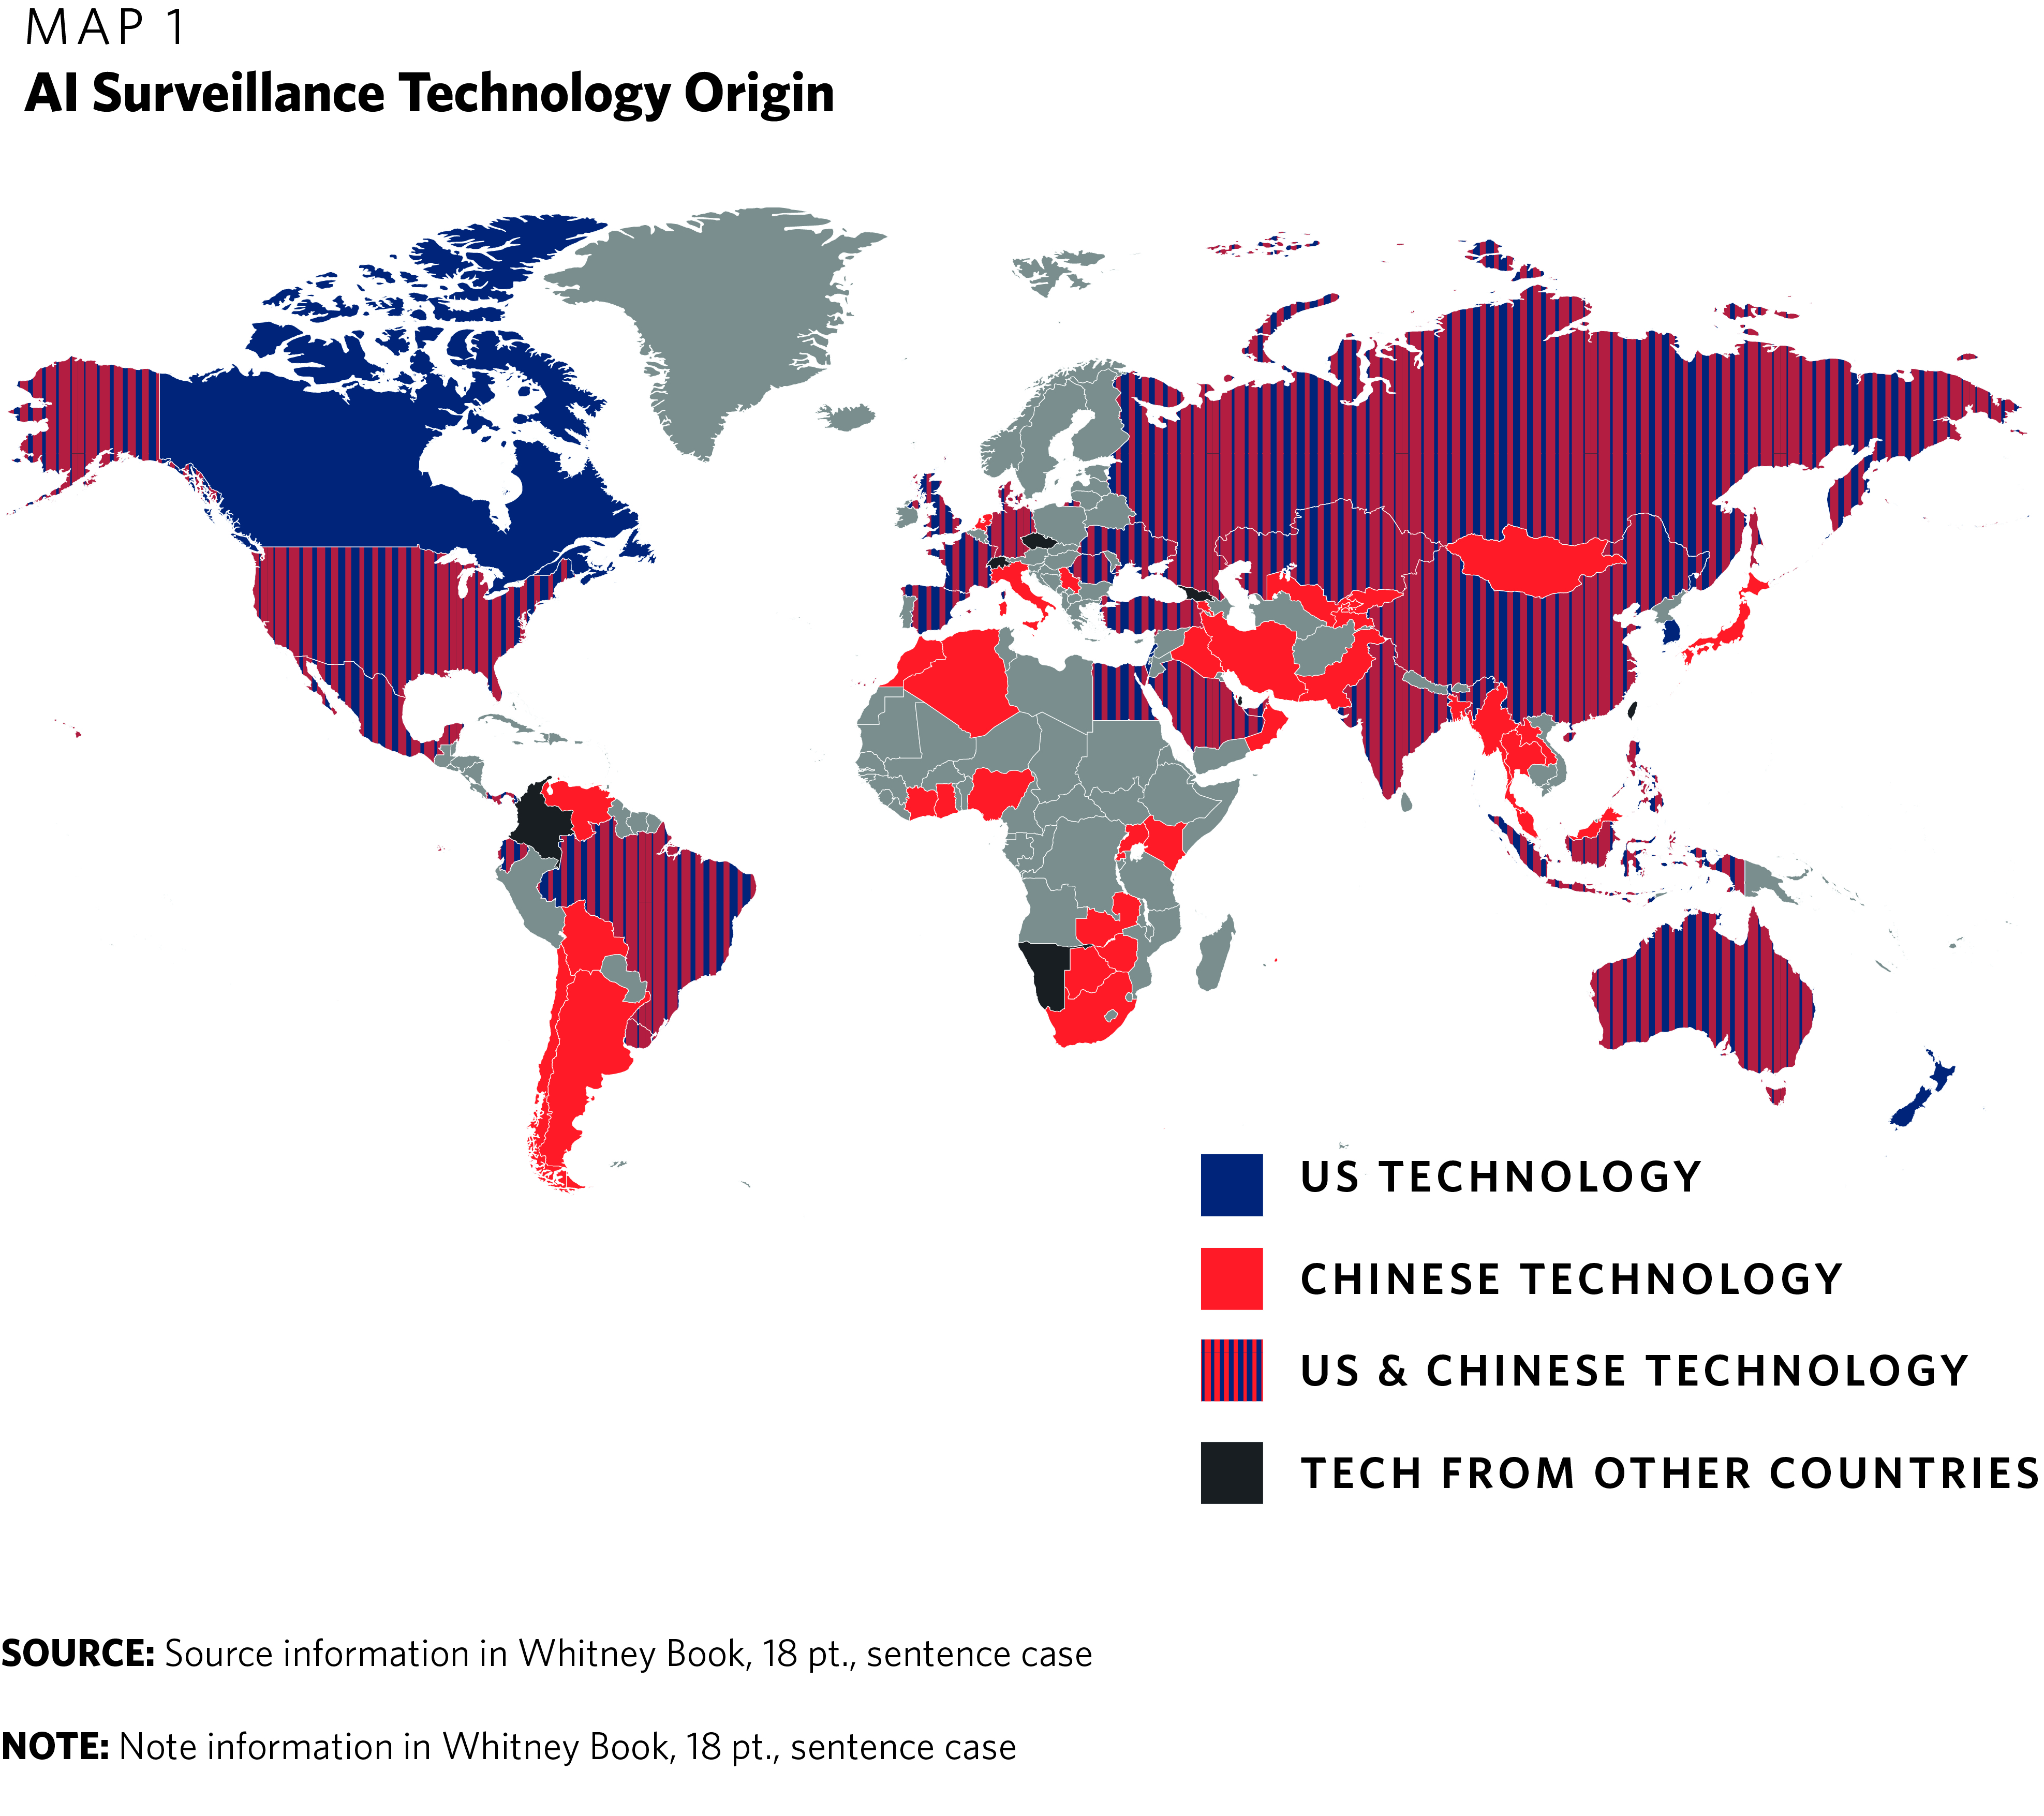 MAP 1
AI Surveillance Technology Origin
US TECHNOLOGY
CHINESE TECHNOLOGY
US & CHINESE TECHNOLOGY
TECH FROM OTHER COUNTRIES
SOURCE: Source information in Whitney Book, 18 pt., sentence case
NOTE: Note information in Whitney Book, 18 pt., sentence case